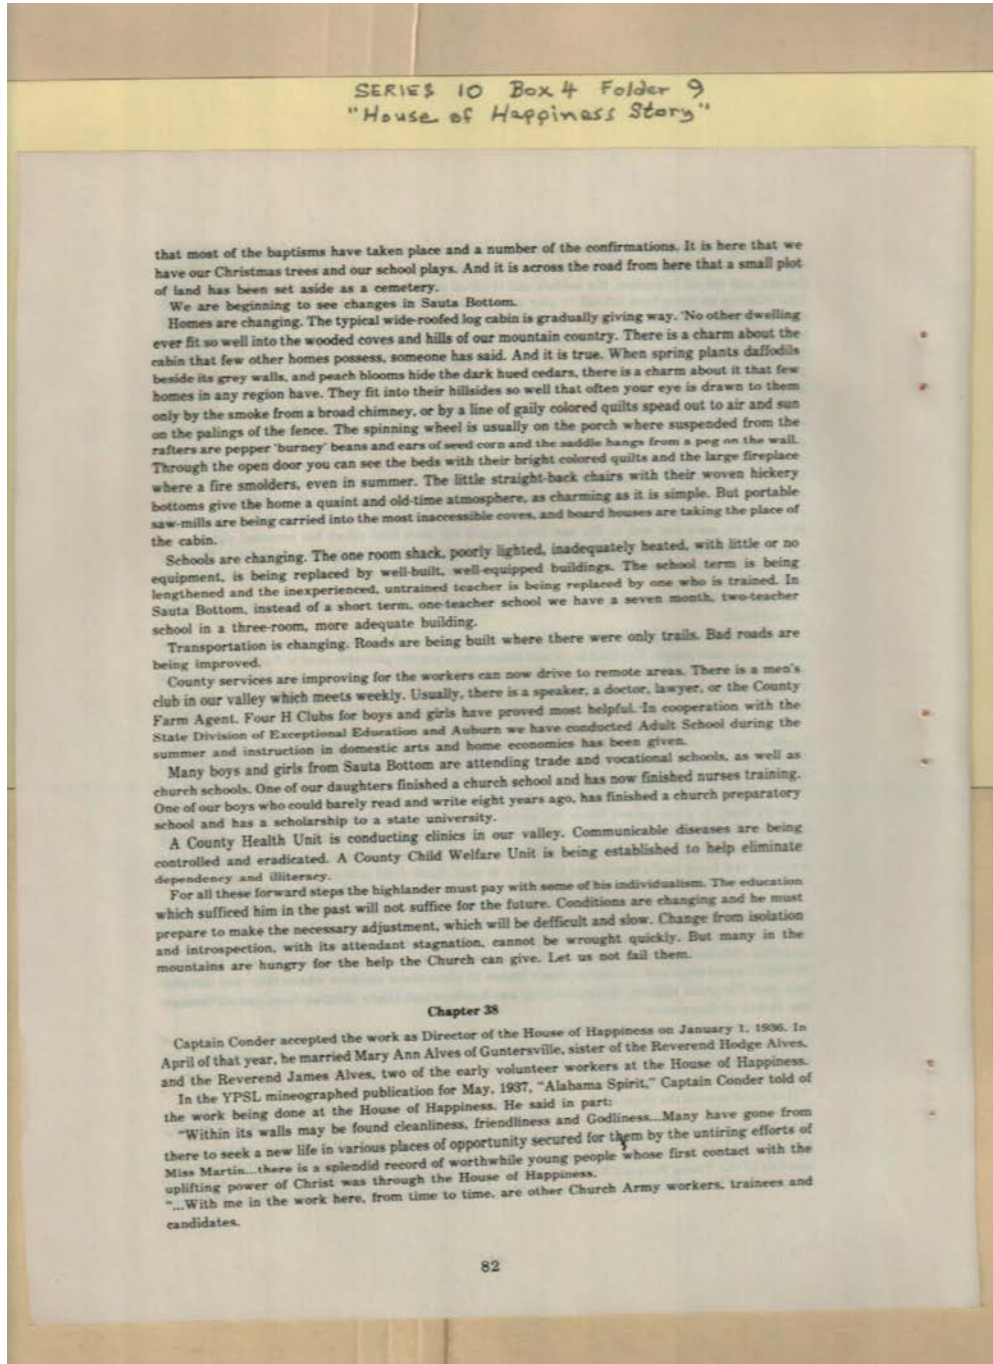 SERIES 10 Box 4 Folder 9
"House of Happiness Story"
that most of the baptisms have taken place and a number of the confirmations. It is here that we
have our Christmas trees and our school plays. And it is across the road from here that a small plot
of land has been set aside as a cemetery.
We are beginning to see changes in Sauta Bottom.
Homes are changing. The typical wide-roofed log cabin is gradually giving way. 'No other dwelling
ever fit so well into the wooded coves and hills of our mountain country. There is a charm about the
cabin that few other homes possess, someone has said. And it is true. When spring plants daffodils
beside its grey walls, and peach blooms hide the dark hued cedars, there is a charm about it that few
homes in any region have. They fit into their hillsides so well that often your eye is drawn to them
only by the smoke from a broad chimney, or by a line of gaily colored quilts spead out to air and sun
on the palings of the fence. The spinning wheel is usually on the porch where suspended from the
rafters are pepper 'burney' beans and ears of seed corn and the saddle hangs from a peg on the wall.
Through the open door you can see the beds with their bright colored quilts and the large fireplace
where a fire smolders, even in summer. The little straight-back chairs with their woven hickery
bottoms give the home a quaint and old-time atmosphere, as charming as it is simple. But portable
saw-mills are being carried into the most inaccessible coves, and board houses are taking the place of
the cabin.
Schools are changing. The one room shack, poorly lighted, inadequately heated, with little or no
equipment, is being replaced by well-built, well-equipped buildings. The school term is being
lengthened and the inexperienced, untrained teacher is being replaced by one who is trained. In
Sauta Bottom, instead of a short term, one-teacher school we have a seven month, two-teacher
school in a three-room, more adequate building.
Transportation is changing. Roads are being built where there were only trails. Bad roads are
being improved.
County services are improving for the workers can now drive to remote areas. There is a men's
club in our valley which meets weekly. Usually, there is a speaker, a doctor, lawyer, or the County
Farm Agent. Four H Clubs for boys and girls have proved most helpful. In cooperation with the
State Division of Exceptional Education and Auburn we have conducted Adult School during the
summer and instruction in domestic arts and home economics has been given.
Many boys and girls from Sauta Bottom are attending trade and vocational schools, as well as
church schools. One of our daughters finished a church school and has now finished nurses training.
One of our boys who could barely read and write eight years ago, has finished a church preparatory
school and has a scholarship to a state university.
A County Health Unit is conducting clinics in our valley. Communicable diseases are being
controlled and eradicated. A County Child Welfare Unit is being established to help eliminate
dependency and illiteracy.
For all these forward steps the highlander must pay with some of his individualism. The education
which sufficed him in the past will not suffice for the future. Conditions are changing and he must
prepare to make the necessary adjustment, which will be defficult and slow. Change from isolation
and introspection, with its attendant stagnation, cannot be wrought quickly. But many in the
mountains are hungry for the help the Church can give. Let us not fail them.
Chapter 38
Captain Conder accepted the work as Director of the House of Happiness on January 1, 1936. In
April of that year, he married Mary Ann Alves of Guntersville, sister of the Reverend Hodge Alves,
and the Reverend James Alves, two of the early volunteer workers at the House of Happiness.
In the YPSL mineographed publication for May, 1937, "Alabama Spirit," Captain Conder told of
the work being done at the House of Happiness. He said in part:
"Within its walls may be found cleanliness, friendliness and Godliness...Many have gone from
there to seek a new life in various places of opportunity secured for them by the untiring efforts of
Miss Martin...there is a splendid record of worthwhile young people whose first contact with the
uplifting power of Christ was through the House of Happiness.
"...With me in the work here, from time to time, are other Church Army workers, trainees and
candidates.
82